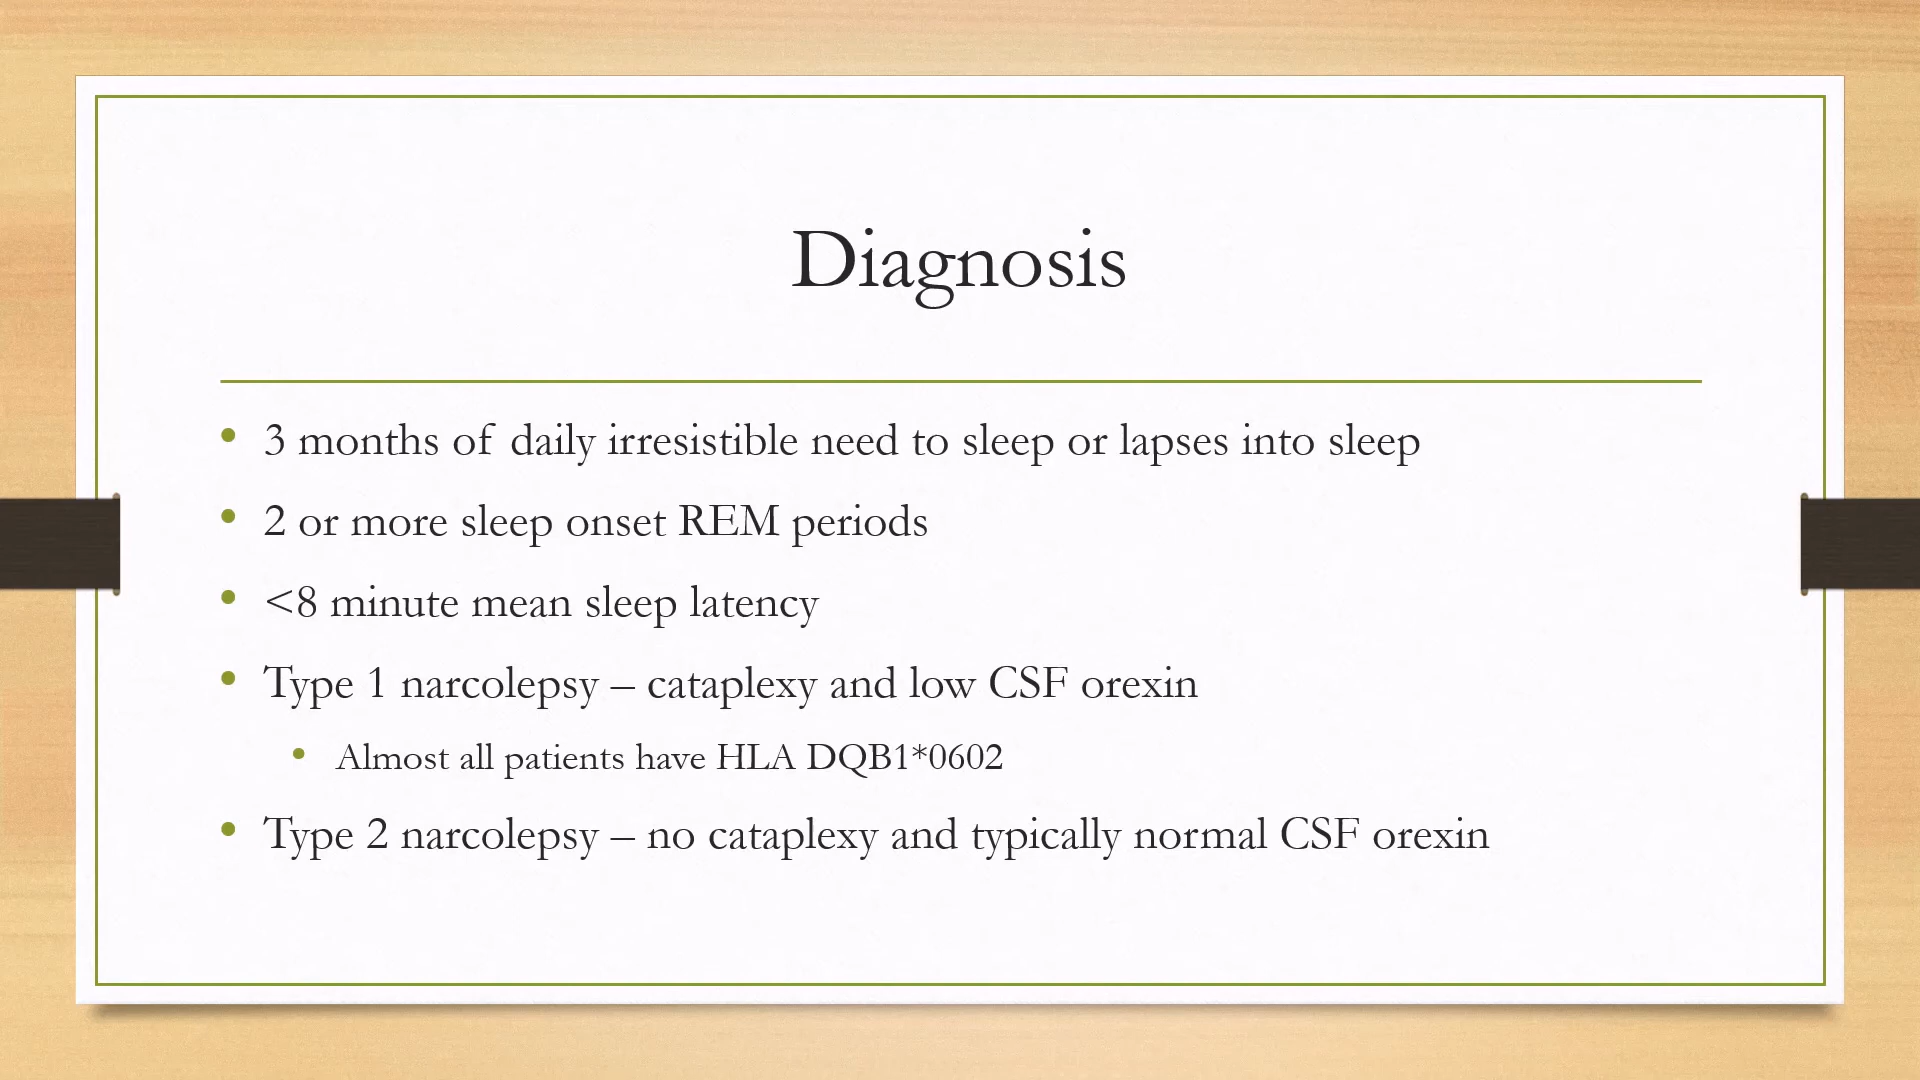 Diagnosis
• 3 months of daily irresistible need to sleep or lapses into sleep
• 2 or more sleep onset REM periods
• <8 minute mean sleep latency
• Type 1 narcolepsy – cataplexy and low CSF orexin
• Almost all patients have HLA DQB1*0602
• Type 2 narcolepsy – no cataplexy and typically normal CSF orexin